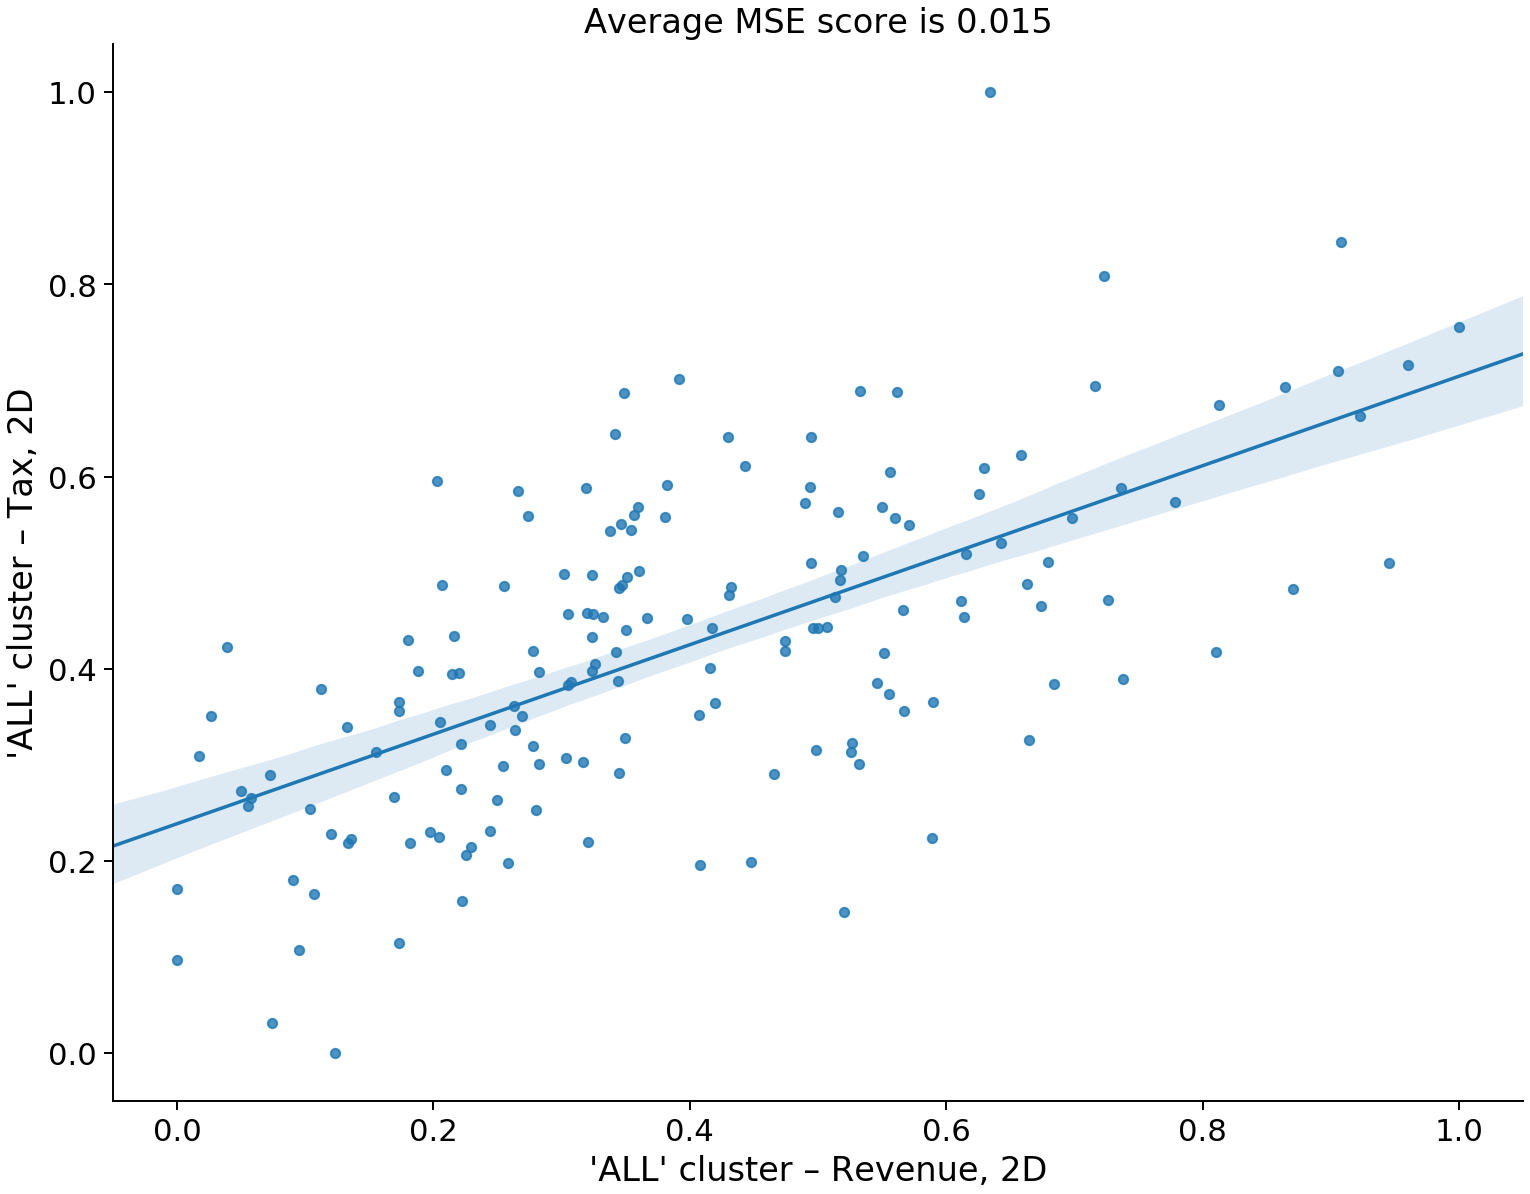 Average MSE score is 0.015
1.0
0.8
0.6
0.4
0.2
0.0
'ALL' cluster – Tax, 2D
0.0 0.2 0.4 0.6 0.8 1.0
'ALL' cluster – Revenue, 2D